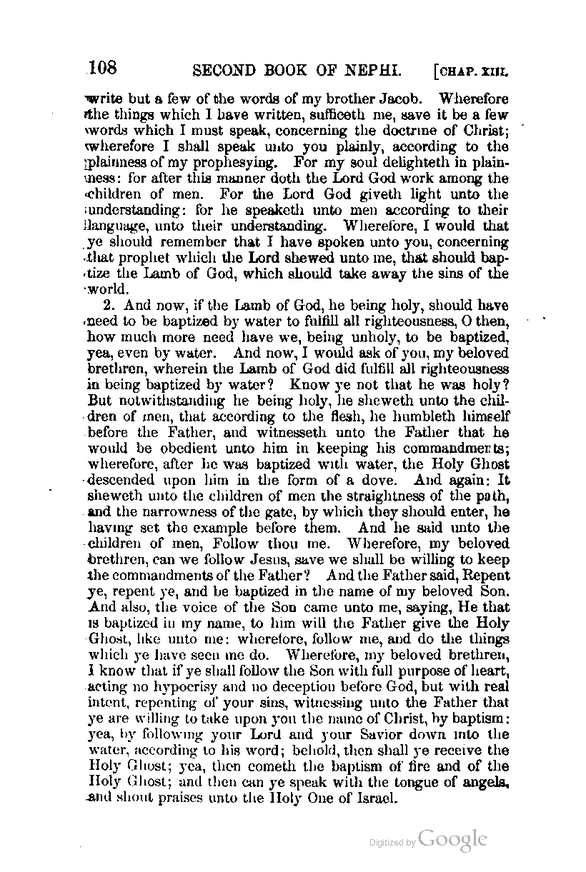 108 SECOND BOOK OF NEPHI. [CHAP. XIII.
write but a few of the words of my brother Jacob. Wherefore
the things which I have written, sufficeth me, save it be a few
words which I must speak, concerning the doctrine of Christ;
wherefore I shall speak unto you plainly, according to the
plainness of my prophesying. For my soul delighteth in plain-
ness: for after this manner doth the Lord God work among the
children of men. For the Lord God giveth light unto the
understanding: for he speaketh unto men according to their
language, unto their understanding. Wherefore, I would that
ye should remember that I have spoken unto you, concerning
that prophet which the Lord shewed unto me, that should bap-
tize the Lamb of God, which should take away the sins of the
world.
2. And now, if the Lamb of God, he being holy, should have
need to be baptized by water to fulfill all righteousness, O then,
how much more need have we, being unholy, to be baptized,
yea, even by water. And now, I would ask of you, my beloved
brethren, wherein the Lamb of God did fulfill all righteousness
in being baptized by water? Know ye not that he was holy?
But notwithstanding he being holy, he sheweth unto the chil-
dren of men, that according to the flesh, he humbleth himself
before the Father, and witnesseth unto the Father that he
would be obedient unto him in keeping his commandments;
wherefore, after he was baptized with water, the Holy Ghost
descended upon him in the form of a dove. And again: It
sheweth unto the children of men the straightness of the path,
and the narrowness of the gate, by which they should enter, he
having set the example before them. And he said unto the
children of men, Follow thou me. Wherefore, my beloved
brethren, can we follow Jesus, save we shall be willing to keep
the commandments of the Father? And the Father said, Repent
ye, repent ye, and be baptized in the name of my beloved Son.
And also, the voice of the Son came unto me, saying, He that
is baptized in my name, to him will the Father give the Holy
Ghost, like unto me: wherefore, follow me, and do the things
which ye have seen me do. Wherefore, my beloved brethren,
I know that if ye shall follow the Son with full purpose of heart,
acting no hypocrisy and no deception before God, but with real
intent, repenting of your sins, witnessing unto the Father that
ye are willing to take upon you the name of Christ, by baptism:
yea, by following your Lord and your Savior down into the
water, according to his word; behold, then shall ye receive the
Holy Ghost; yea, then cometh the baptism of fire and of the
Holy Ghost; and then can ye speak with the tongue of angels,
and shout praises unto the Holy One of Israel.
Digitized by Google